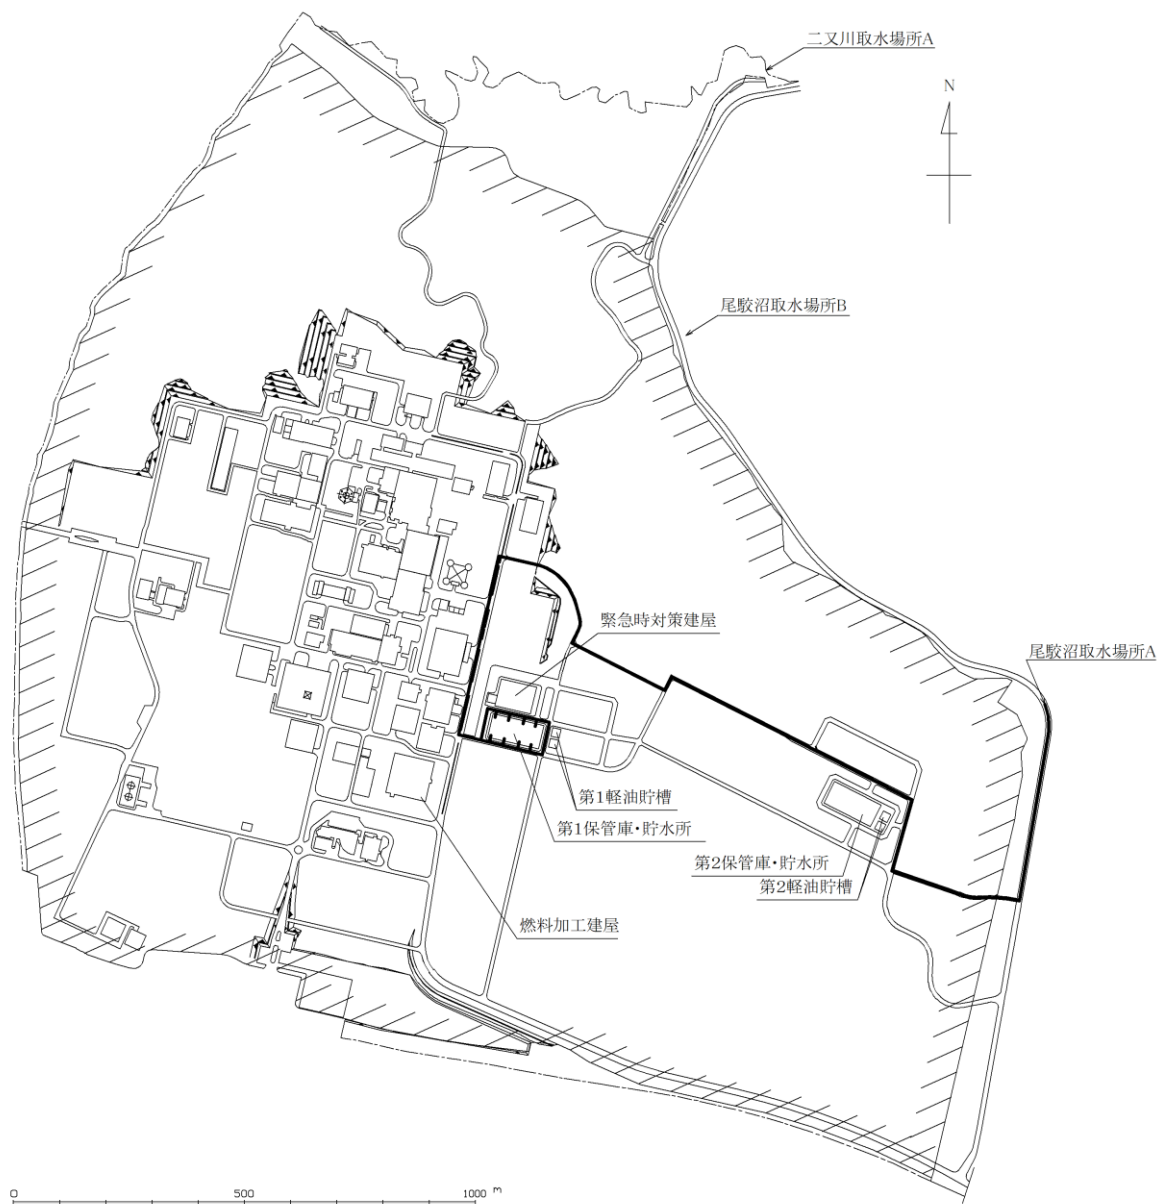 二又川取水場所A
N
尾駮沼取水場所B
緊急時対策建屋
尾駮沼取水場所A
第1軽油貯槽
第1保管庫・貯水所
第2保管庫・貯水所
第2軽油貯槽
燃料加工建屋
0 500 1000 m